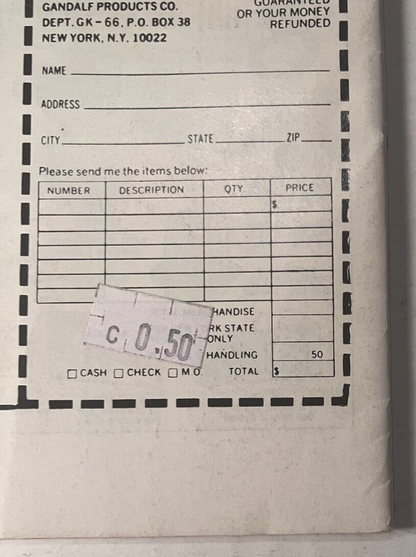 GANDALF PRODUCTS CO.
DEPT. GK – 66, P.O. BOX 38
NEW YORK, N.Y. 10022
GUARANTEED
OR YOUR MONEY
REFUNDED
NAME
ADDRESS
CITY STATE ZIP
Please send me the items below:
NUMBER DESCRIPTION QTY. PRICE
$
HANDISE
RK STATE
ONLY
HANDLING 50
C 0.50
CASH CHECK M.O. TOTAL $